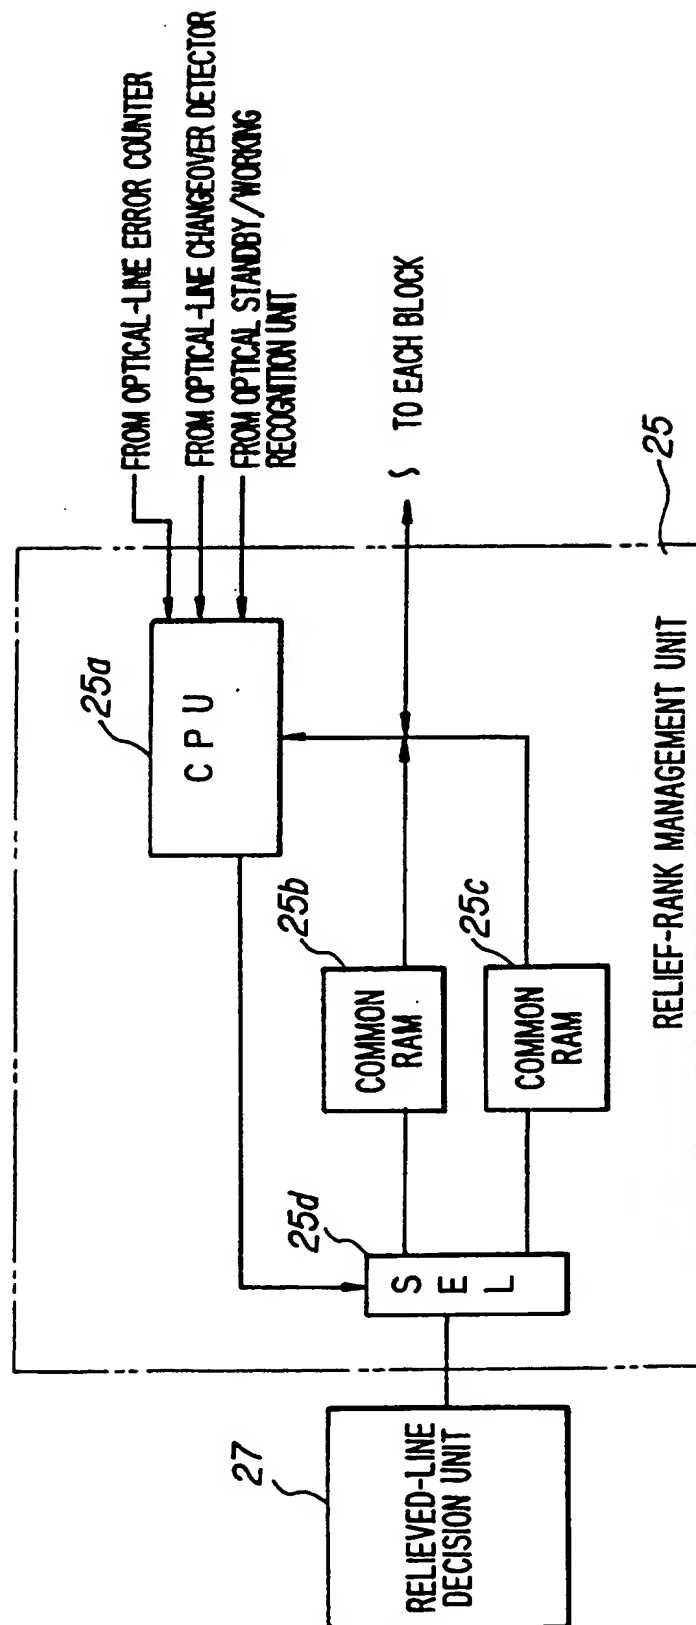 FROM OPTICAL-LINE ERROR COUNTER
FROM OPTICAL-LINE CHANGEOVER DETECTOR
FROM OPTICAL STANDBY/WORKING
RECOGNITION UNIT
TO EACH BLOCK
25
25a
CPU
25b
COMMON
RAM
25c
COMMON
RAM
25d
SEL
RELIEF-RANK MANAGEMENT UNIT
27
RELIEVED-LINE
DECISION UNIT